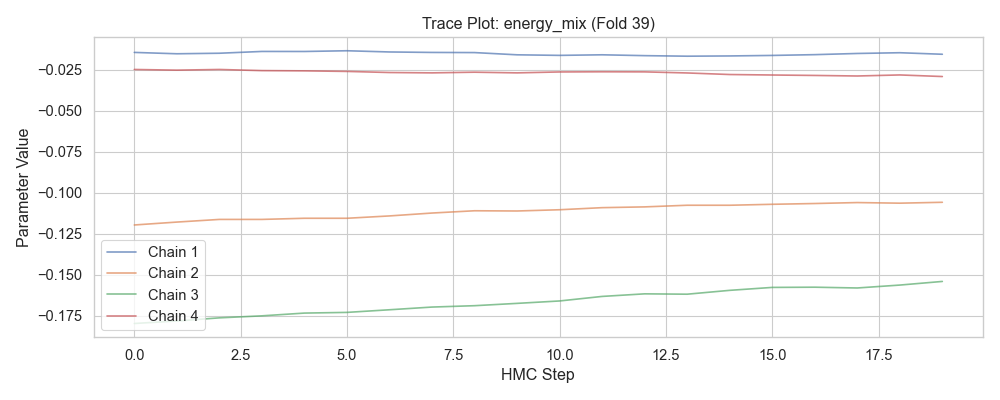 Trace Plot: energy_mix (Fold 39)
Parameter Value
−0.025
−0.050
−0.075
−0.100
−0.125
−0.150
−0.175
Chain 1
Chain 2
Chain 3
Chain 4
0.0 2.5 5.0 7.5 10.0 12.5 15.0 17.5
HMC Step